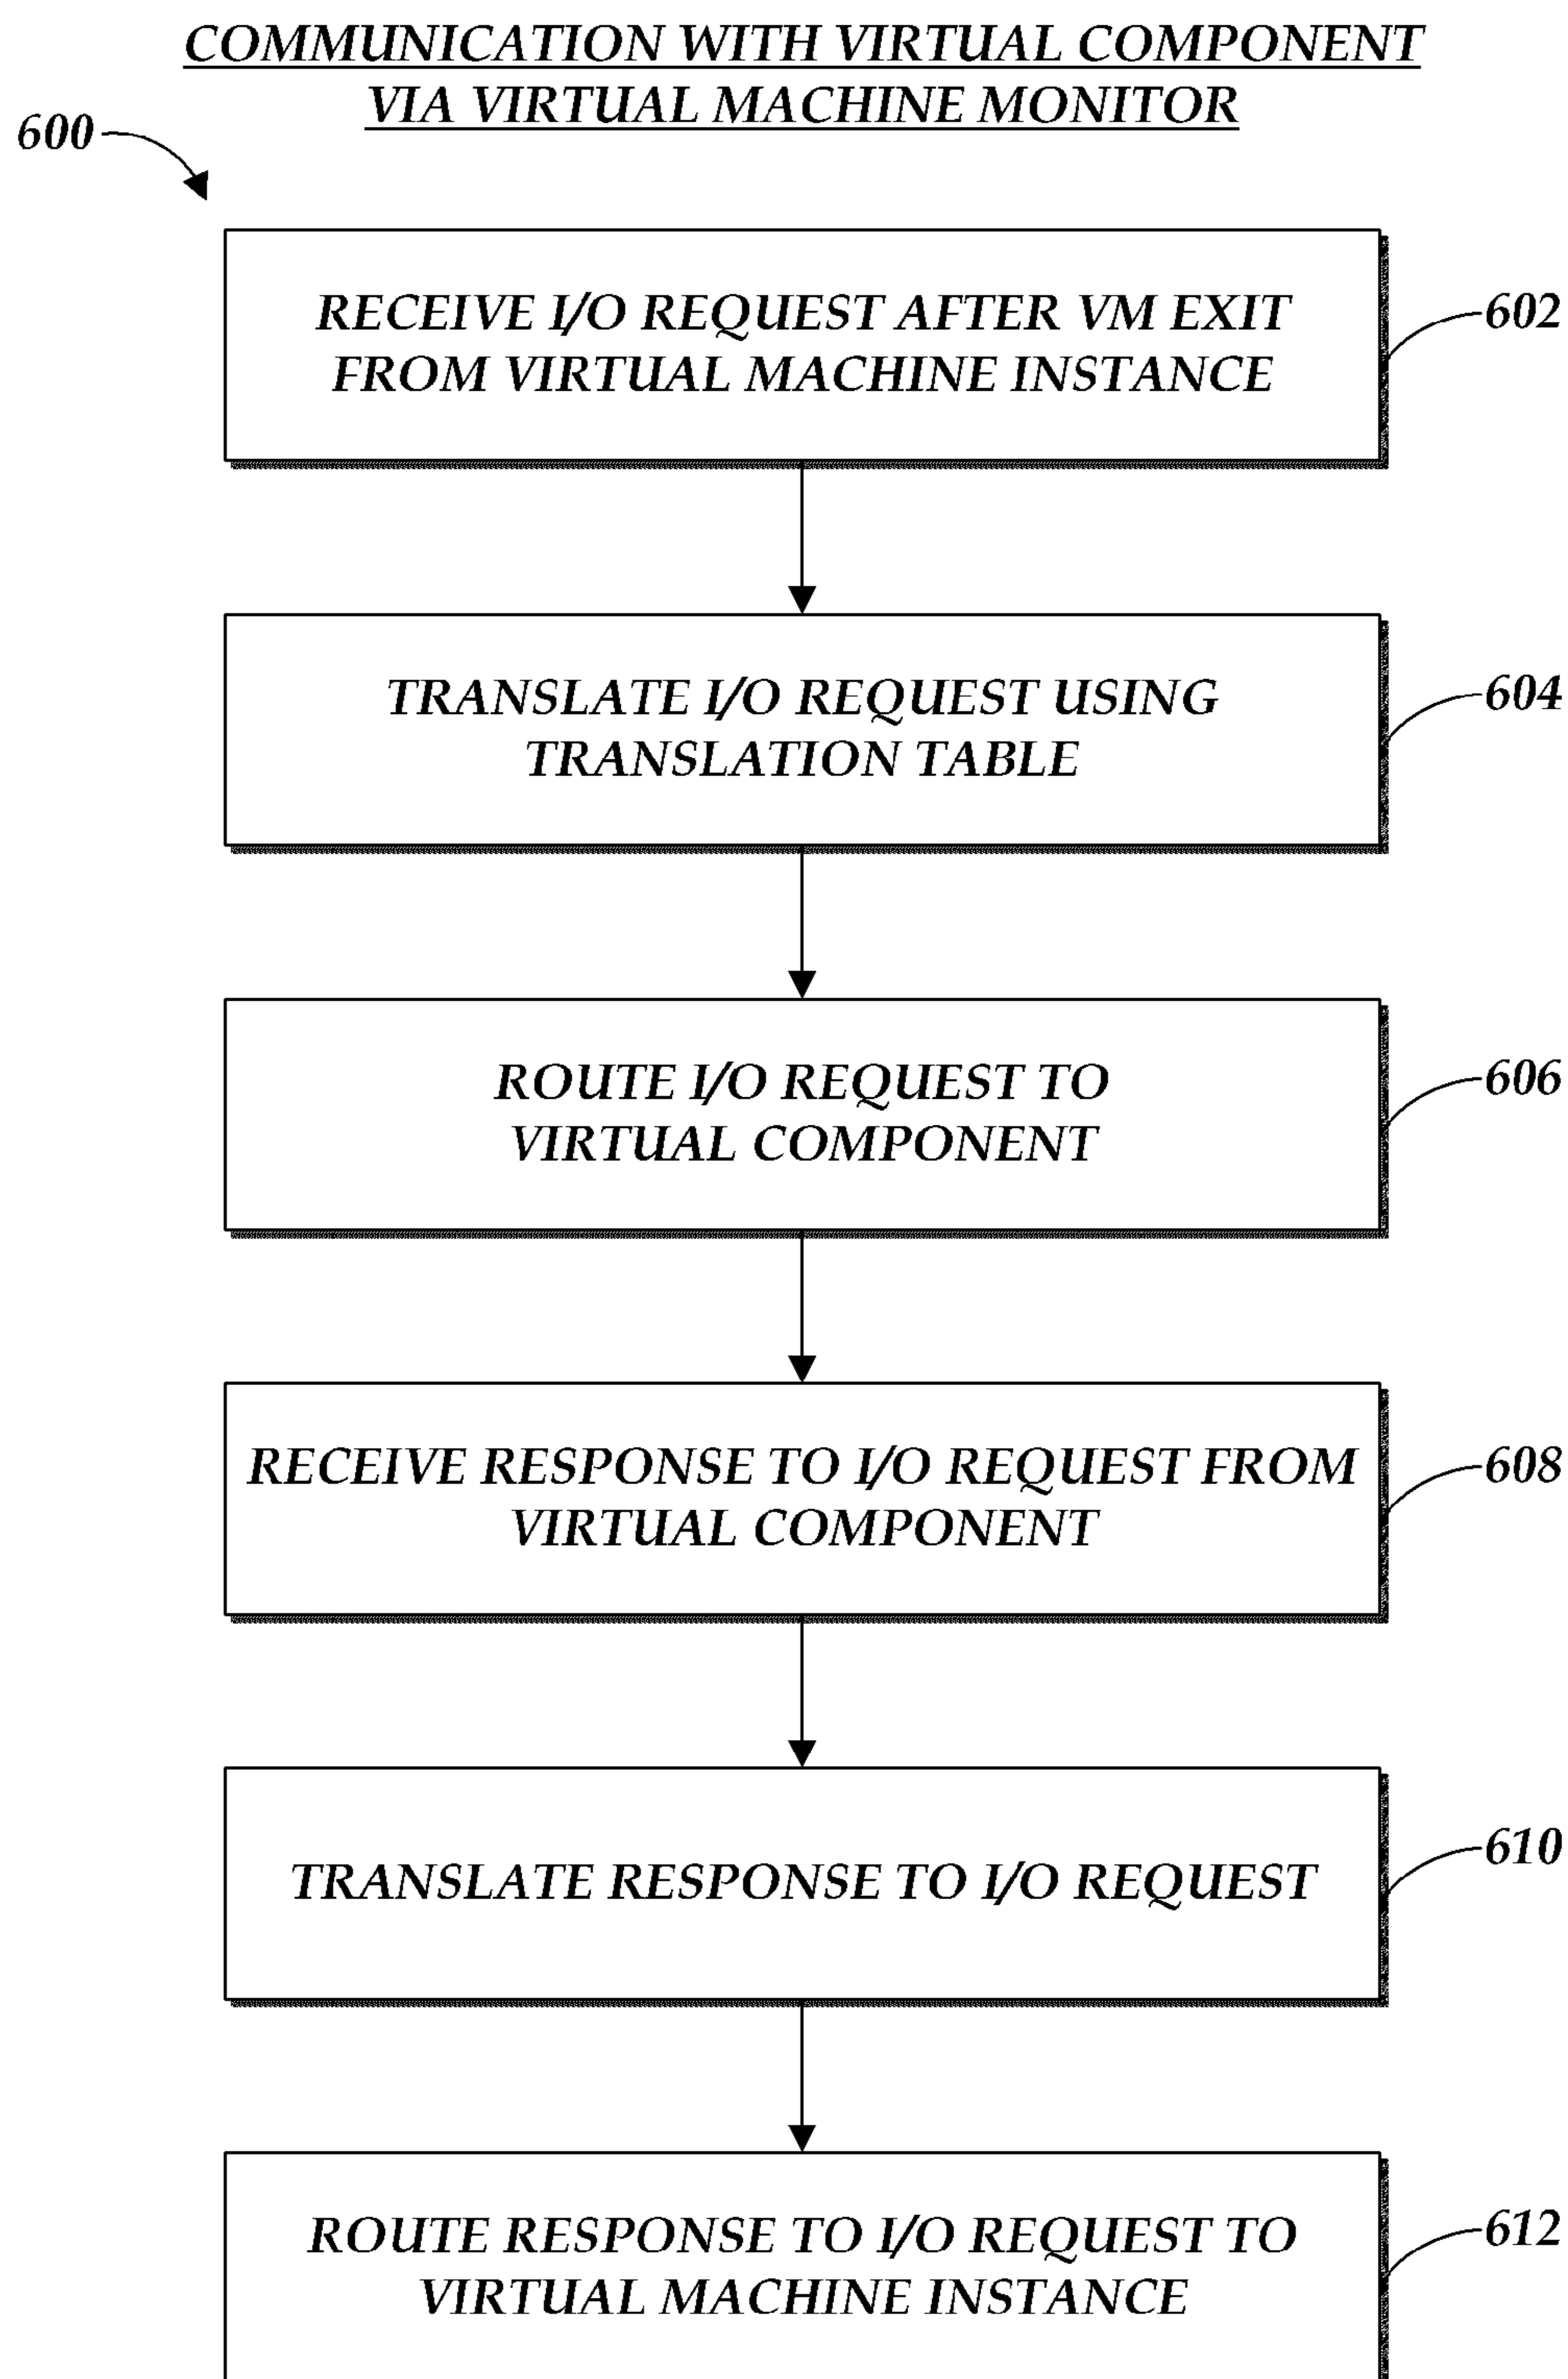 COMMUNICATION WITH VIRTUAL COMPONENT
VIA VIRTUAL MACHINE MONITOR
600
RECEIVE I/O REQUEST AFTER VM EXIT
FROM VIRTUAL MACHINE INSTANCE
602
TRANSLATE I/O REQUEST USING
TRANSLATION TABLE
604
ROUTE I/O REQUEST TO
VIRTUAL COMPONENT
606
RECEIVE RESPONSE TO I/O REQUEST FROM
VIRTUAL COMPONENT
608
TRANSLATE RESPONSE TO I/O REQUEST
610
ROUTE RESPONSE TO I/O REQUEST TO
VIRTUAL MACHINE INSTANCE
612